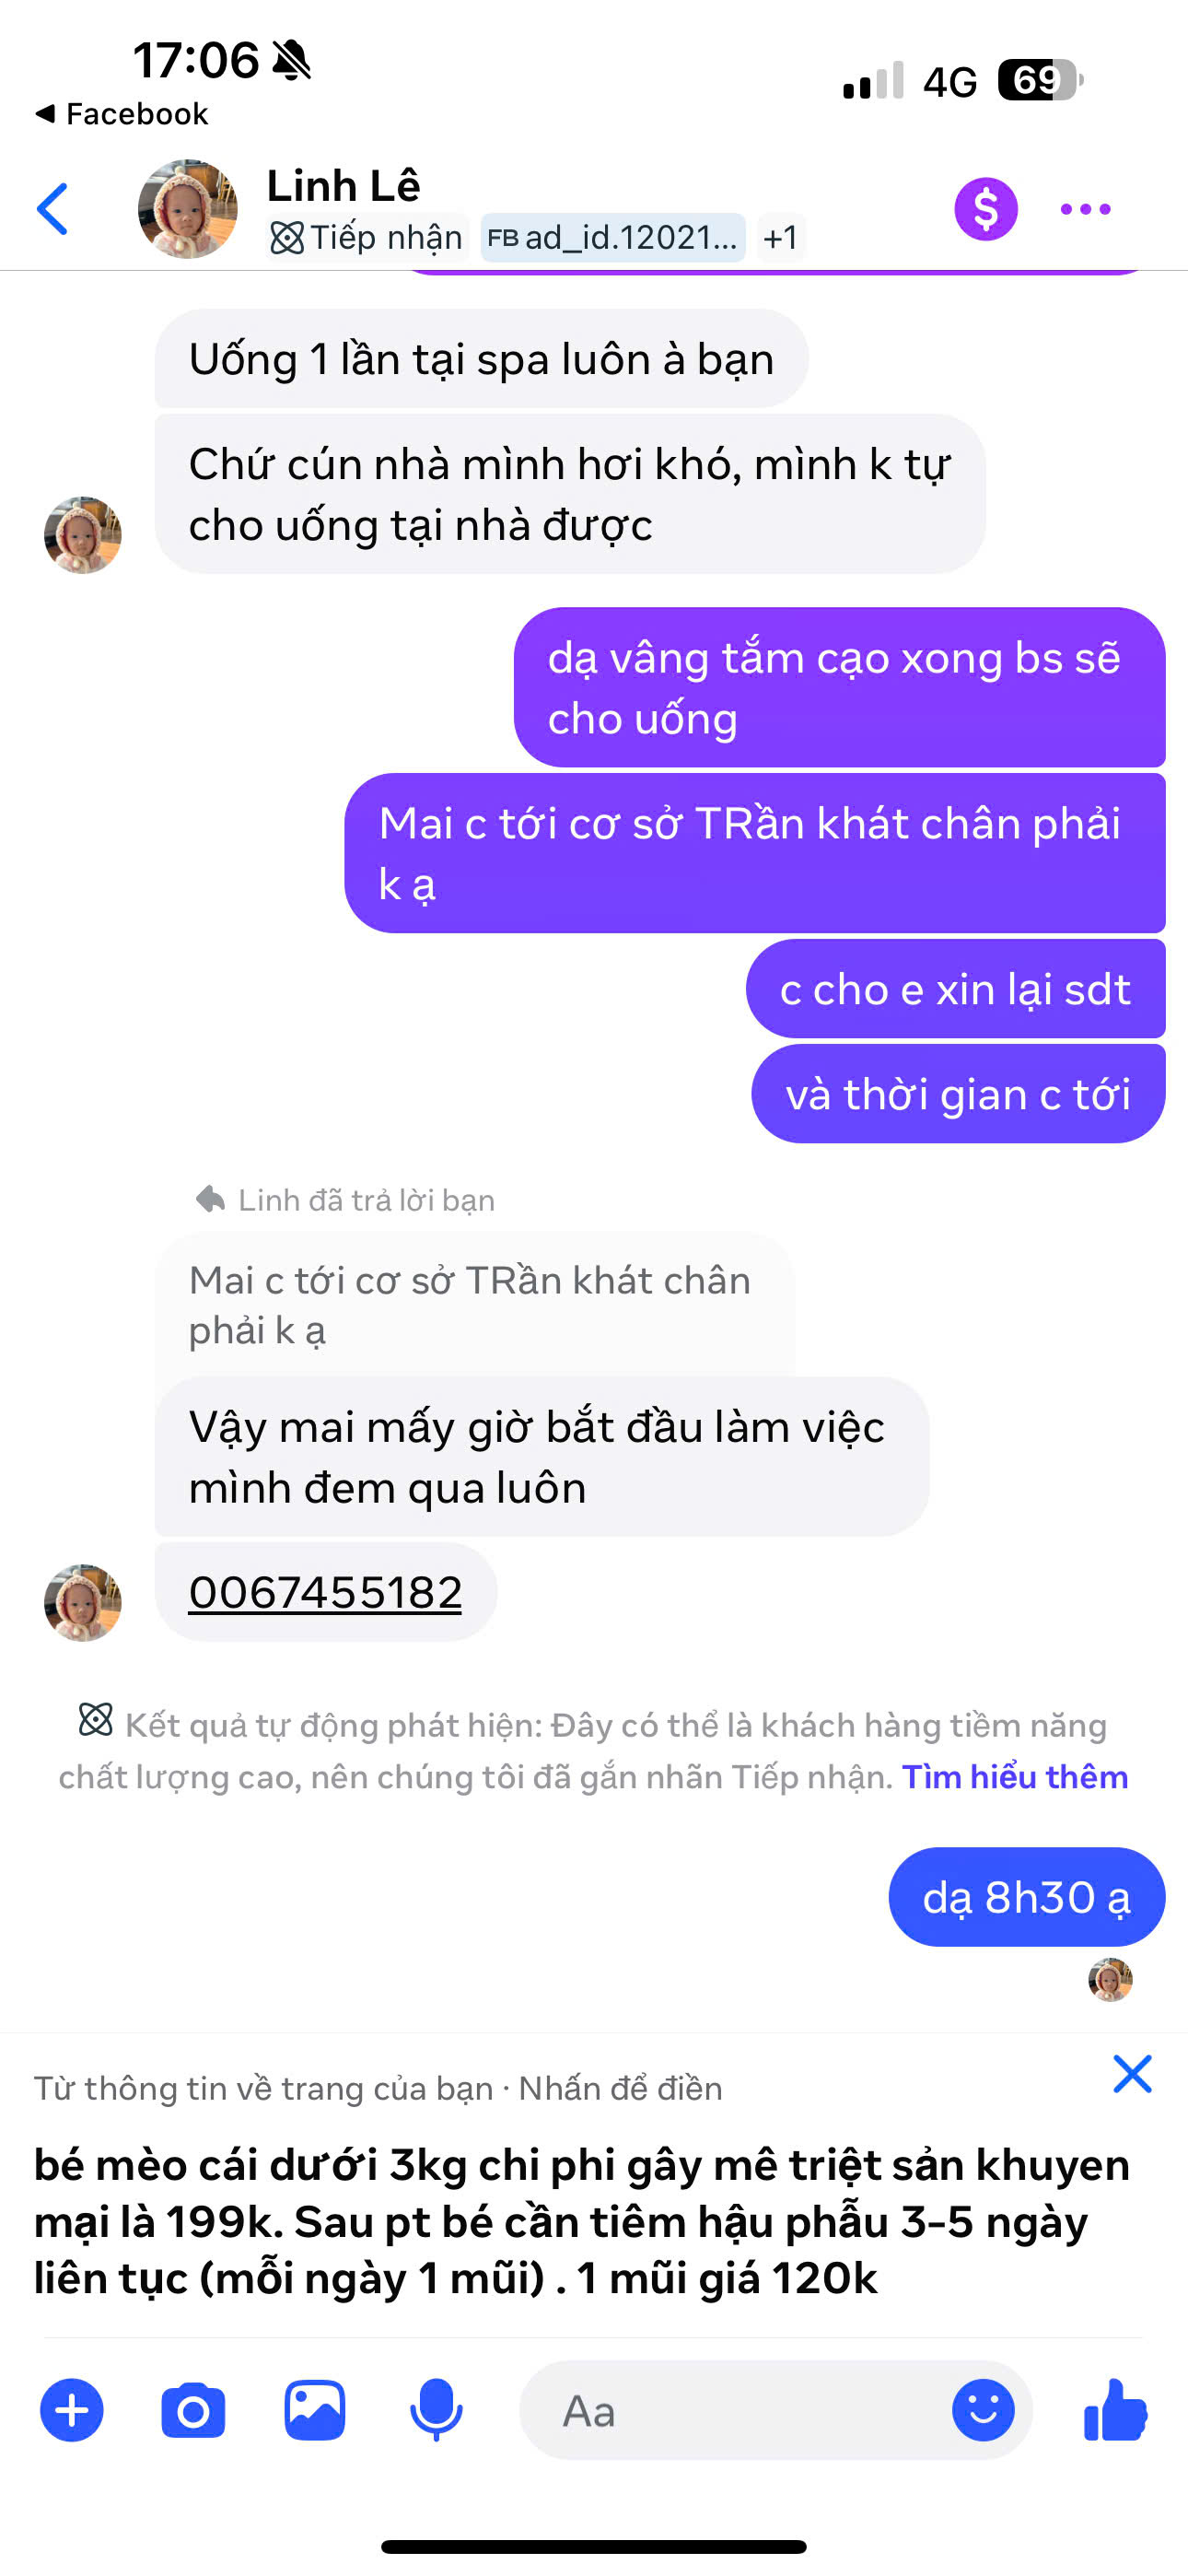 17:06
4G 69
Facebook
Linh Lê
Tiếp nhận FB ad_id.12021... +1
Uống 1 lần tại spa luôn à bạn
Chứ cún nhà mình hơi khó, mình k tự
cho uống tại nhà được
dạ vâng tắm cạo xong bs sẽ
cho uống
Mai c tới cơ sở TRần khát chân phải
k ạ
c cho e xin lại sdt
và thời gian c tới
Linh đã trả lời bạn
Mai c tới cơ sở TRần khát chân
phải k ạ
Vậy mai mấy giờ bắt đầu làm việc
mình đem qua luôn
0067455182
Kết quả tự động phát hiện: Đây có thể là khách hàng tiềm năng
chất lượng cao, nên chúng tôi đã gắn nhãn Tiếp nhận. Tìm hiểu thêm
dạ 8h30 ạ
Từ thông tin về trang của bạn · Nhấn để điền
bé mèo cái dưới 3kg chi phi gây mê triệt sản khuyen
mại là 199k. Sau pt bé cần tiêm hậu phẫu 3-5 ngày
liên tục (mỗi ngày 1 mũi) . 1 mũi giá 120k
Aa